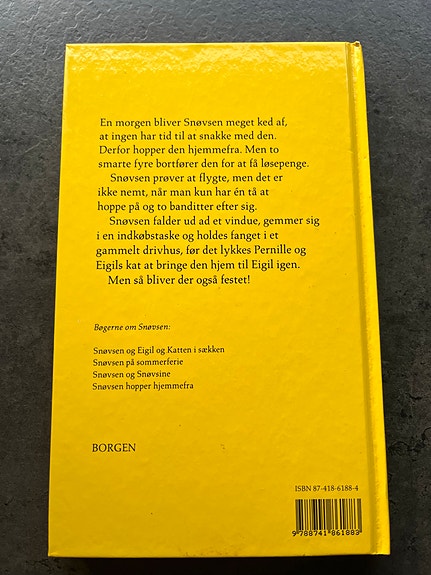 En morgen bliver Snøvsen meget ked af,
at ingen har tid til at snakke med den.
Derfor hopper den hjemmefra. Men to
smarte fyre bortfører den for at få løsepenge.
Snøvsen prøver at flygte, men det er
ikke nemt, når man kun har én tå at
hoppe på og to banditter efter sig.
Snøvsen falder ud ad et vindue, gemmer sig
i en indkøbstaske og holdes fanget i et
gammelt drivhus, før det lykkes Pernille og
Eigils kat at bringe den hjem til Eigil igen.
Men så bliver der også festet!
Bøgerne om Snøvsen:
Snøvsen og Eigil og Katten i sækken
Snøvsen på sommerferie
Snøvsen og Snøvsine
Snøvsen hopper hjemmefra
BORGEN
ISBN 87-418-6188-4
9 788741 861883